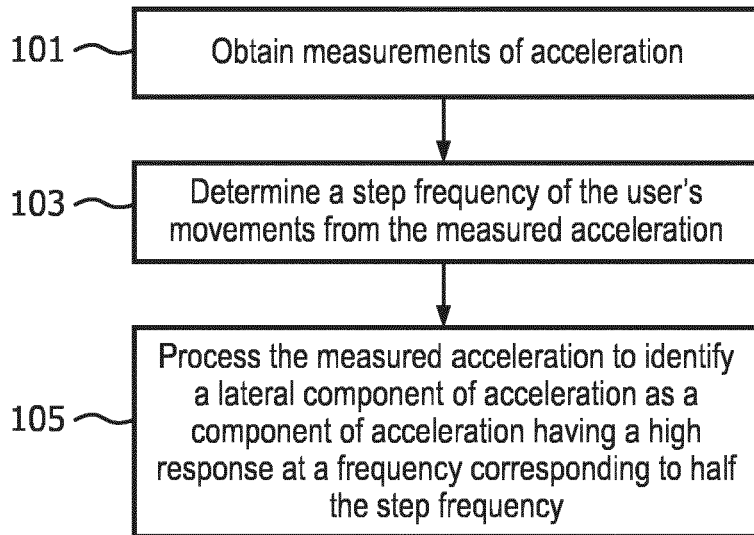 101
Obtain measurements of acceleration
103
Determine a step frequency of the user's
movements from the measured acceleration
105
Process the measured acceleration to identify
a lateral component of acceleration as a
component of acceleration having a high
response at a frequency corresponding to half
the step frequency